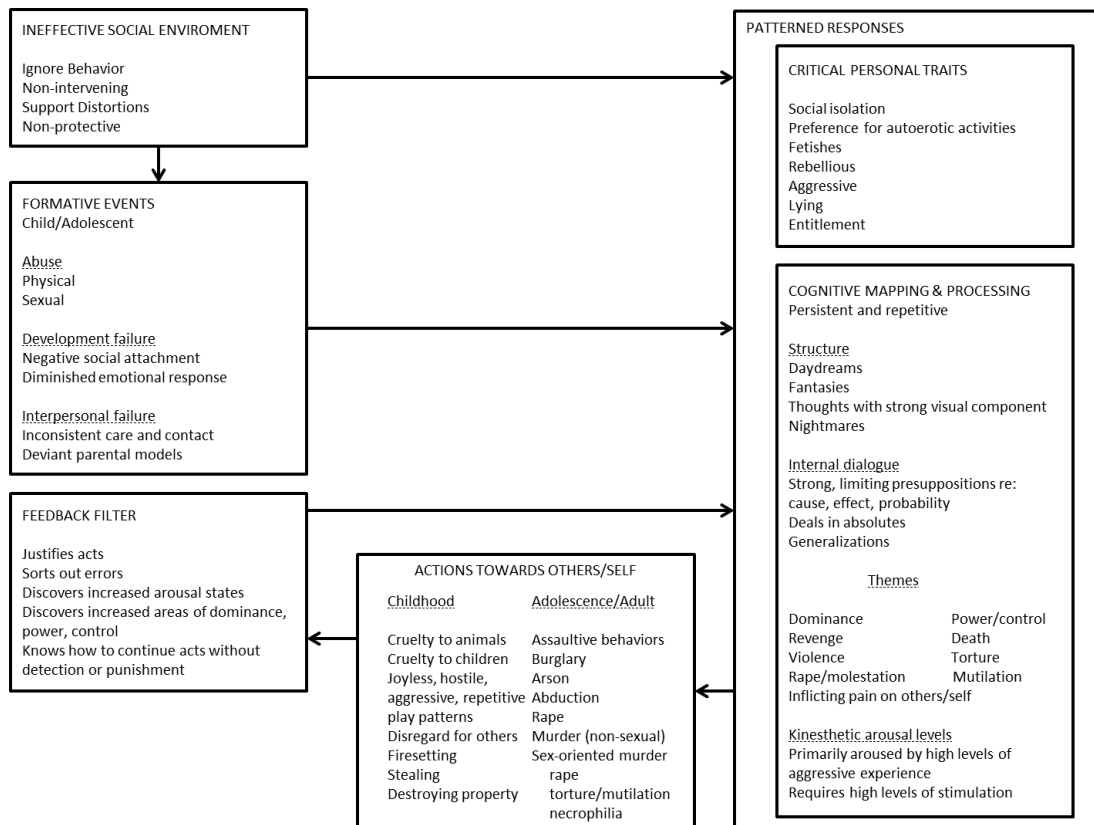 INEFFECTIVE SOCIAL ENVIROMENT
Ignore Behavior
Non-intervening
Support Distortions
Non-protective
FORMATIVE EVENTS
Child/Adolescent
Abuse
Physical
Sexual
Development failure
Negative social attachment
Diminished emotional response
Interpersonal failure
Inconsistent care and contact
Deviant parental models
FEEDBACK FILTER
Justifies acts
Sorts out errors
Discovers increased arousal states
Discovers increased areas of dominance,
power, control
Knows how to continue acts without
detection or punishment
ACTIONS TOWARDS OTHERS/SELF
Childhood
Cruelty to animals
Cruelty to children
Joyless, hostile,
aggressive, repetitive
play patterns
Disregard for others
Firesetting
Stealing
Destroying property
Adolescence/Adult
Assaultive behaviors
Burglary
Arson
Abduction
Rape
Murder (non-sexual)
Sex-oriented murder
rape
torture/mutilation
necrophilia
PATTERNED RESPONSES
CRITICAL PERSONAL TRAITS
Social isolation
Preference for autoerotic activities
Fetishes
Rebellious
Aggressive
Lying
Entitlement
COGNITIVE MAPPING & PROCESSING
Persistent and repetitive
Structure
Daydreams
Fantasies
Thoughts with strong visual component
Nightmares
Internal dialogue
Strong, limiting presuppositions re:
cause, effect, probability
Deals in absolutes
Generalizations
Themes
Dominance Power/control
Revenge Death
Violence Torture
Rape/molestation Mutilation
Inflicting pain on others/self
Kinesthetic arousal levels
Primarily aroused by high levels of
aggressive experience
Requires high levels of stimulation